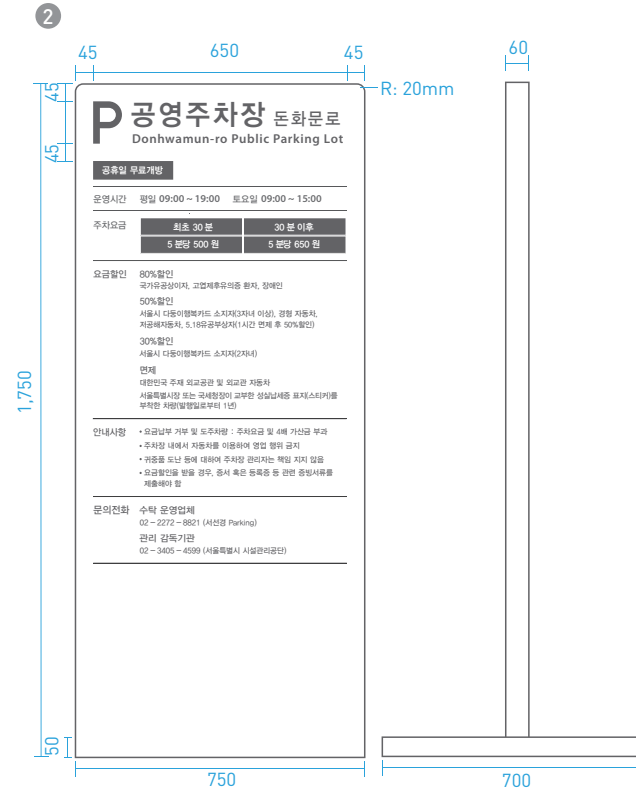 2
45 650 45
60
R: 20mm
45
45
P 공영주차장 돈화문로
Donhwamun-ro Public Parking Lot
공휴일 무료개방
운영시간 평일 09:00 ~ 19:00 토요일 09:00 ~ 15:00
주차요금 최초 30 분 30 분 이후
5 분당 500 원 5 분당 650 원
요금할인 80%할인
국가유공상이자, 고엽제후유의증 환자, 장애인
50%할인
서울시 다둥이행복카드 소지자(3자녀 이상), 경형 자동차,
저공해자동차, 5.18유공부상자(1시간 면제 후 50%할인)
30%할인
서울시 다둥이행복카드 소지자(2자녀)
면제
대한민국 주재 외교공관 및 외교관 자동차
서울특별시장 또는 국세청장이 교부한 성실납세증 표지(스티커)를
부착한 차량(발행일로부터 1년)
안내사항 • 요금납부 거부 및 도주차량 : 주차요금 및 4배 가산금 부과
• 주차장 내에서 자동차를 이용하여 영업 행위 금지
• 귀중품 도난 등에 대하여 주차장 관리자는 책임 지지 않음
• 요금할인을 받을 경우, 증서 혹은 등록증 등 관련 증빙서류를
제출해야 함
문의전화 수탁 운영업체
02 – 2272 – 8821 (서선경 Parking)
관리 감독기관
02 – 3405 – 4599 (서울특별시 시설관리공단)
1,750
50
750
700